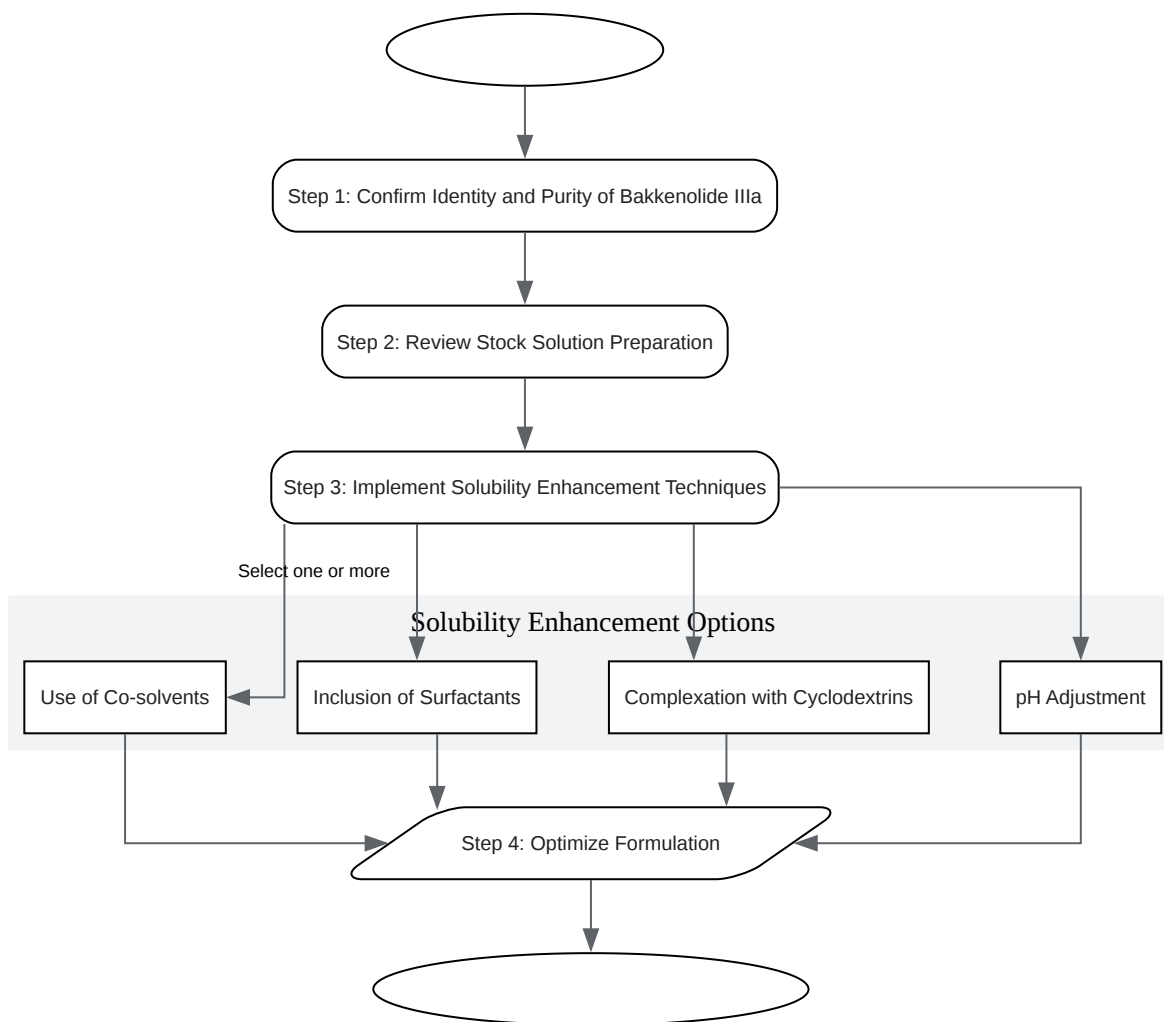 Step 1: Confirm Identity and Purity of Bakkenolide IIIa
Step 2: Review Stock Solution Preparation
Step 3: Implement Solubility Enhancement Techniques
Select one or more
Solubility Enhancement Options
Use of Co-solvents
Inclusion of Surfactants
Complexation with Cyclodextrins
pH Adjustment
Step 4: Optimize Formulation